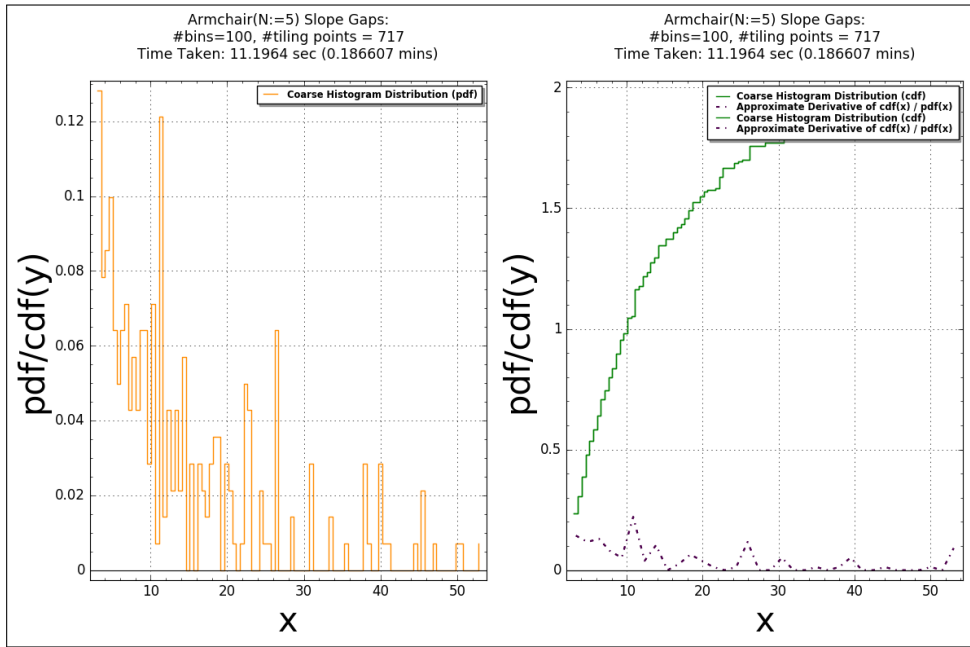 Armchair(N:=5) Slope Gaps:
#bins=100, #tiling points = 717
Time Taken: 11.1964 sec (0.186607 mins)
Coarse Histogram Distribution (pdf)
0.12
0.1
0.08
0.06
0.04
0.02
0
10
20
30
40
50
pdf/cdf(y)
x
Armchair(N:=5) Slope Gaps:
#bins=100, #tiling points = 717
Time Taken: 11.1964 sec (0.186607 mins)
Coarse Histogram Distribution (cdf)
Approximate Derivative of cdf(x) / pdf(x)
Coarse Histogram Distribution (cdf)
Approximate Derivative of cdf(x) / pdf(x)
2
1.5
1
0.5
0
10
20
30
40
50
pdf/cdf(y)
x